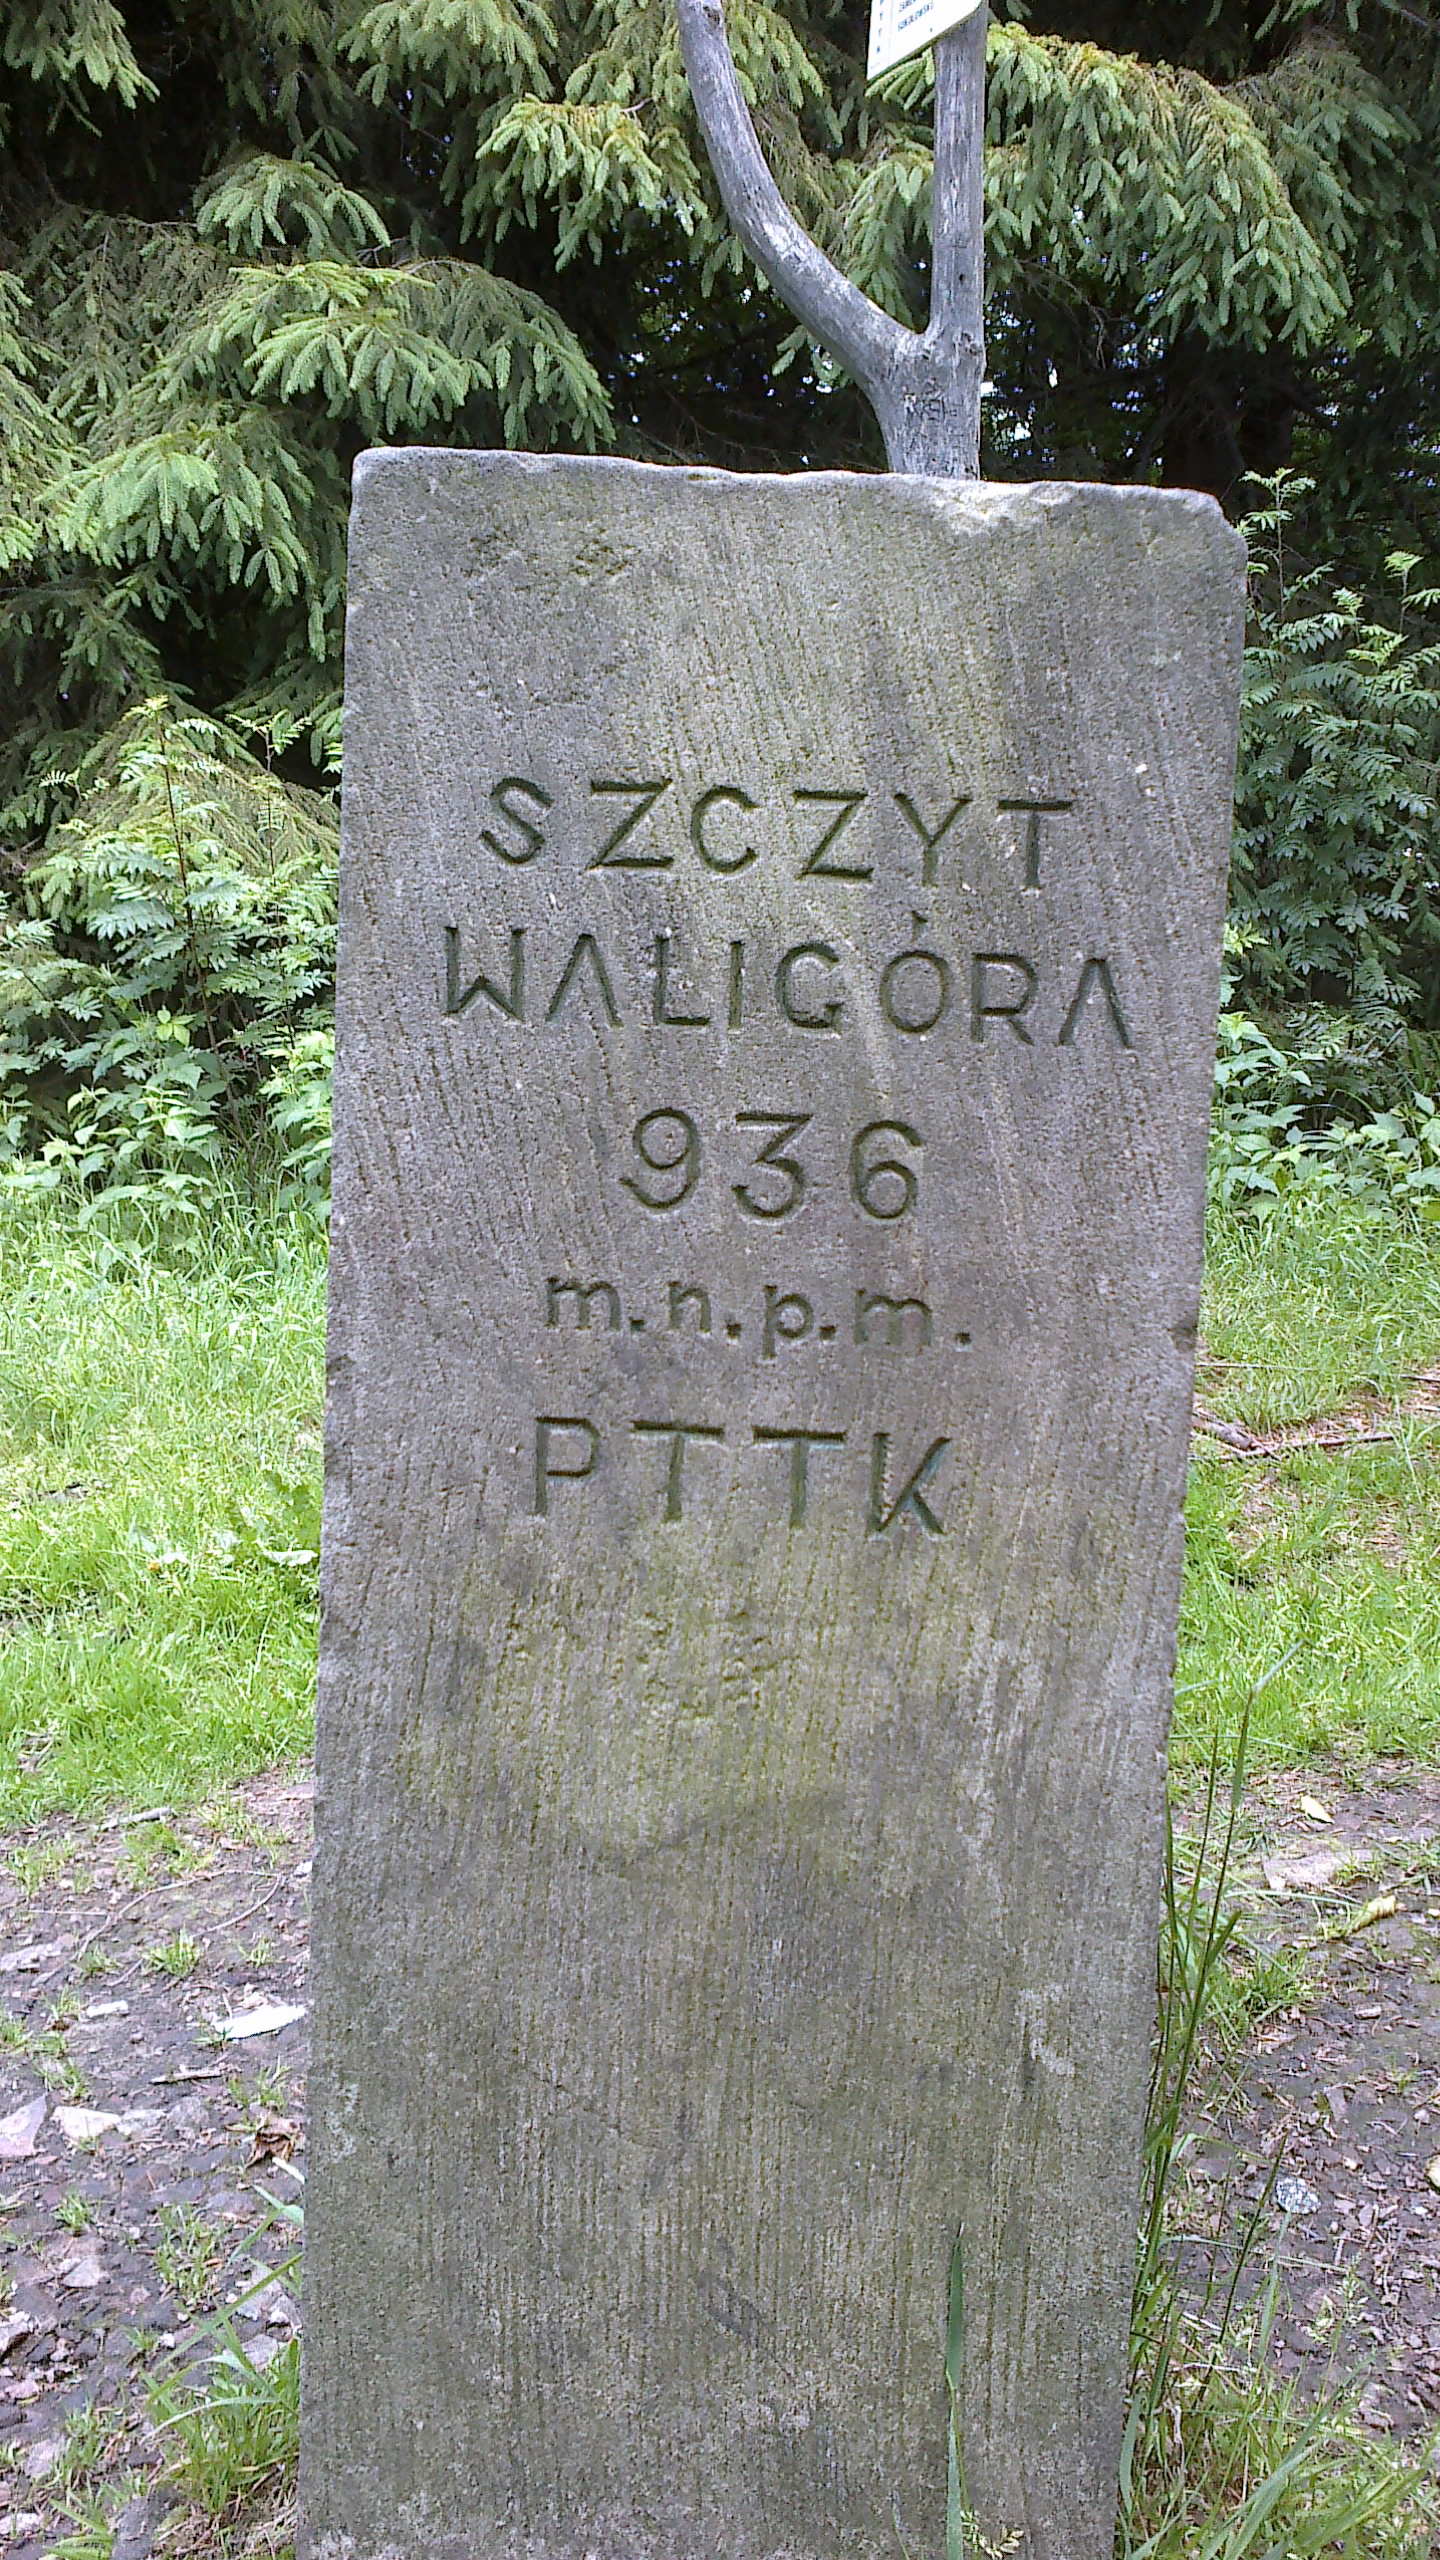 SZCZYT
WALIGÓRA
936
m.n.p.m.
PTTK